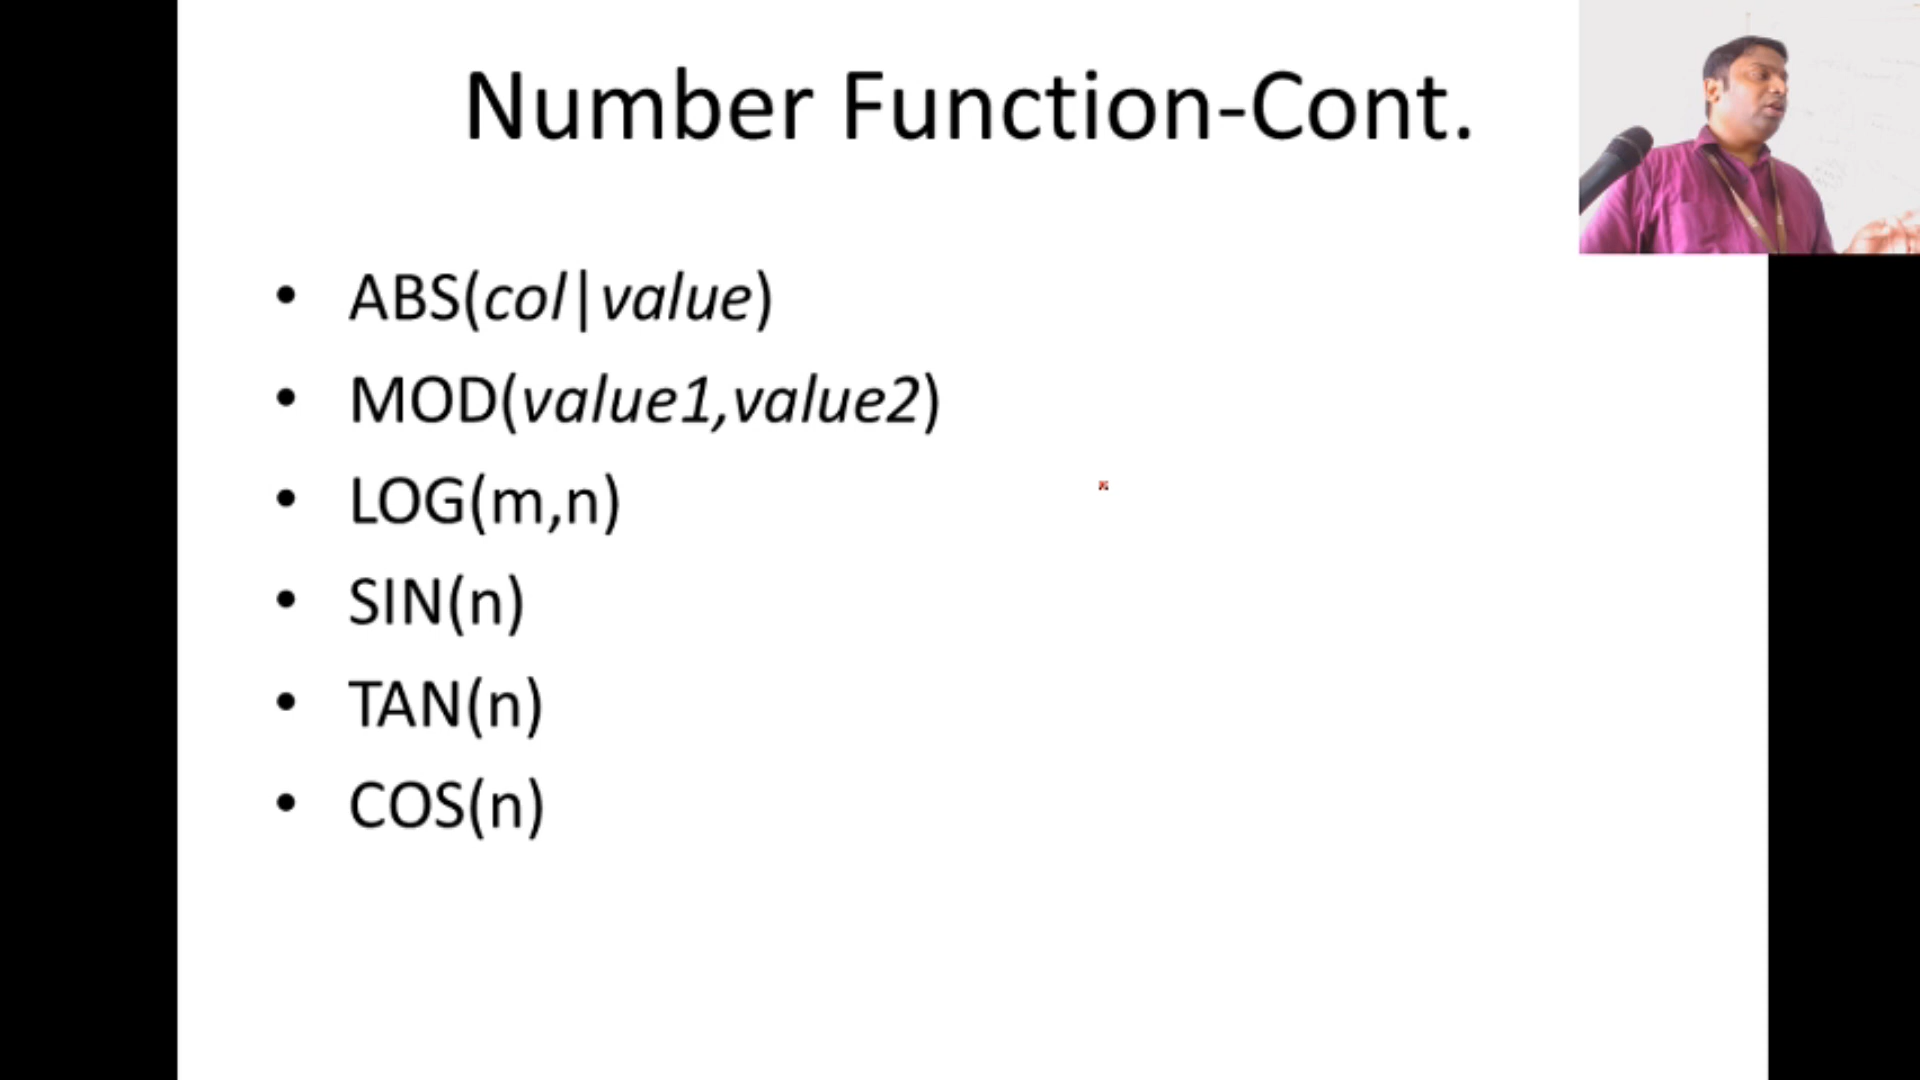 Number Function-Cont.
• ABS(col|value)
• MOD(value1,value2)
• LOG(m,n)
• SIN(n)
• TAN(n)
• COS(n)